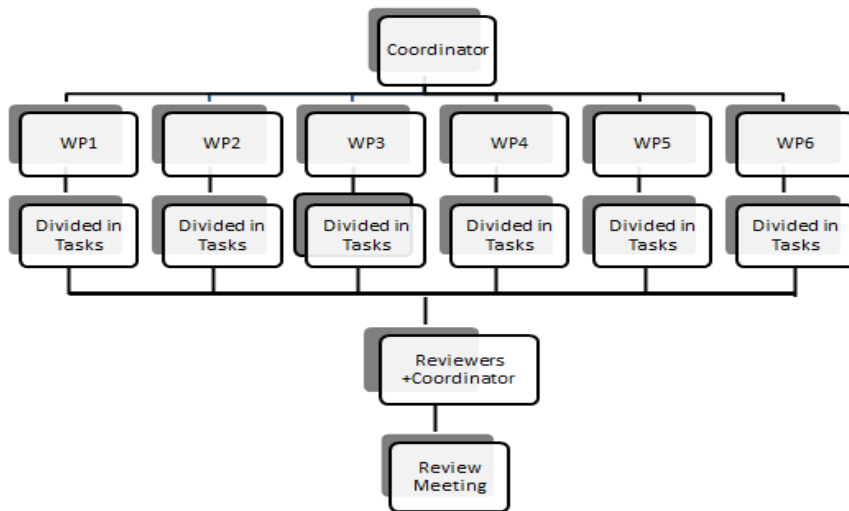 Coordinator
WP1
WP2
WP3
WP4
WP5
WP6
Divided in
Tasks
Divided in
Tasks
Divided in
Tasks
Divided in
Tasks
Divided in
Tasks
Divided in
Tasks
Reviewers
+Coordinator
Review
Meeting